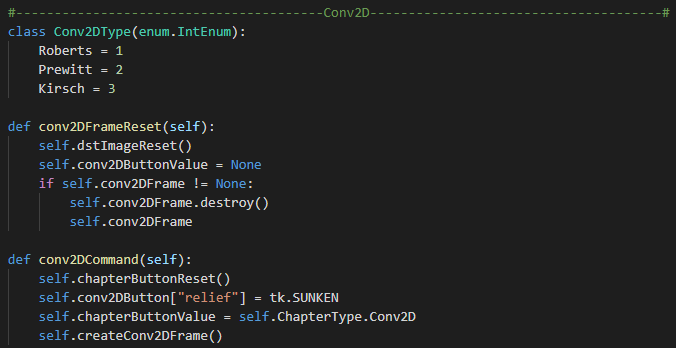 #----------------------------------------Conv2D--------------------------------------#
class Conv2DType(enum.IntEnum):
    Roberts = 1
    Prewitt = 2
    Kirsch = 3

def conv2DFrameReset(self):
    self.dstImageReset()
    self.conv2DButtonValue = None
    if self.conv2DFrame != None:
        self.conv2DFrame.destroy()
        self.conv2DFrame

def conv2DCommand(self):
    self.chapterButtonReset()
    self.conv2DButton["relief"] = tk.SUNKEN
    self.chapterButtonValue = self.ChapterType.Conv2D
    self.createConv2DFrame()